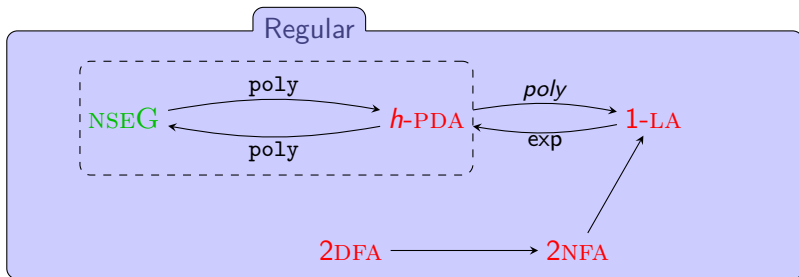 Regular
poly
poly
NSEG
h-PDA
1-LA
poly
exp
2DFA
2NFA